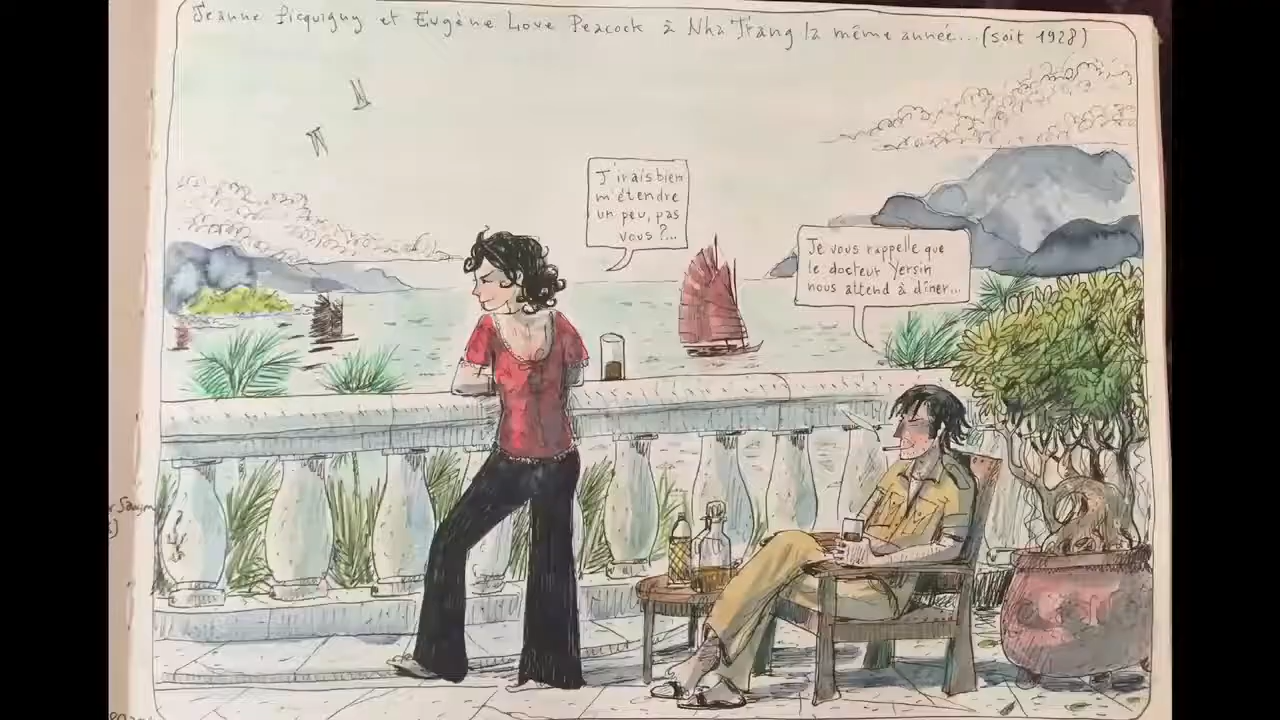 Jeanne Picquigny et Eugène Love Peacock à Nha Trang la même année...(soit 1928)
J'irais bien
m'étendre
un peu, pas
vous ?...
Je vous rappelle que
le docteur Yersin
nous attend à dîner...